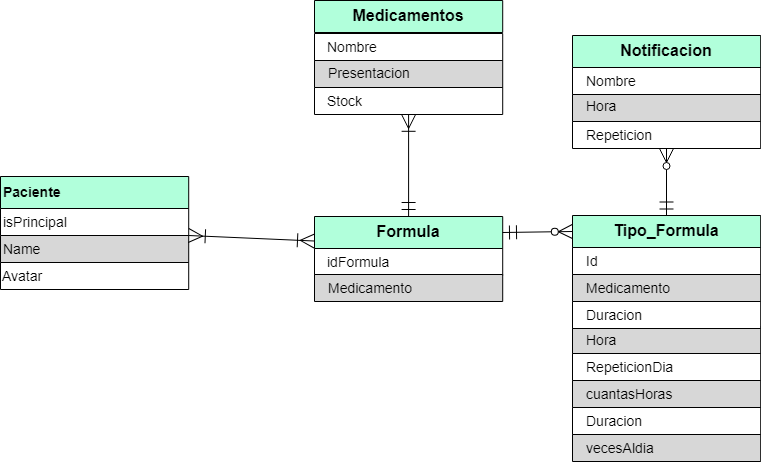 Medicamentos
Nombre
Presentacion
Stock
Notificacion
Nombre
Hora
Repeticion
Paciente
isPrincipal
Name
Avatar
Formula
idFormula
Medicamento
Tipo_Formula
Id
Medicamento
Duracion
Hora
RepeticionDia
cuantasHoras
Duracion
vecesAldia